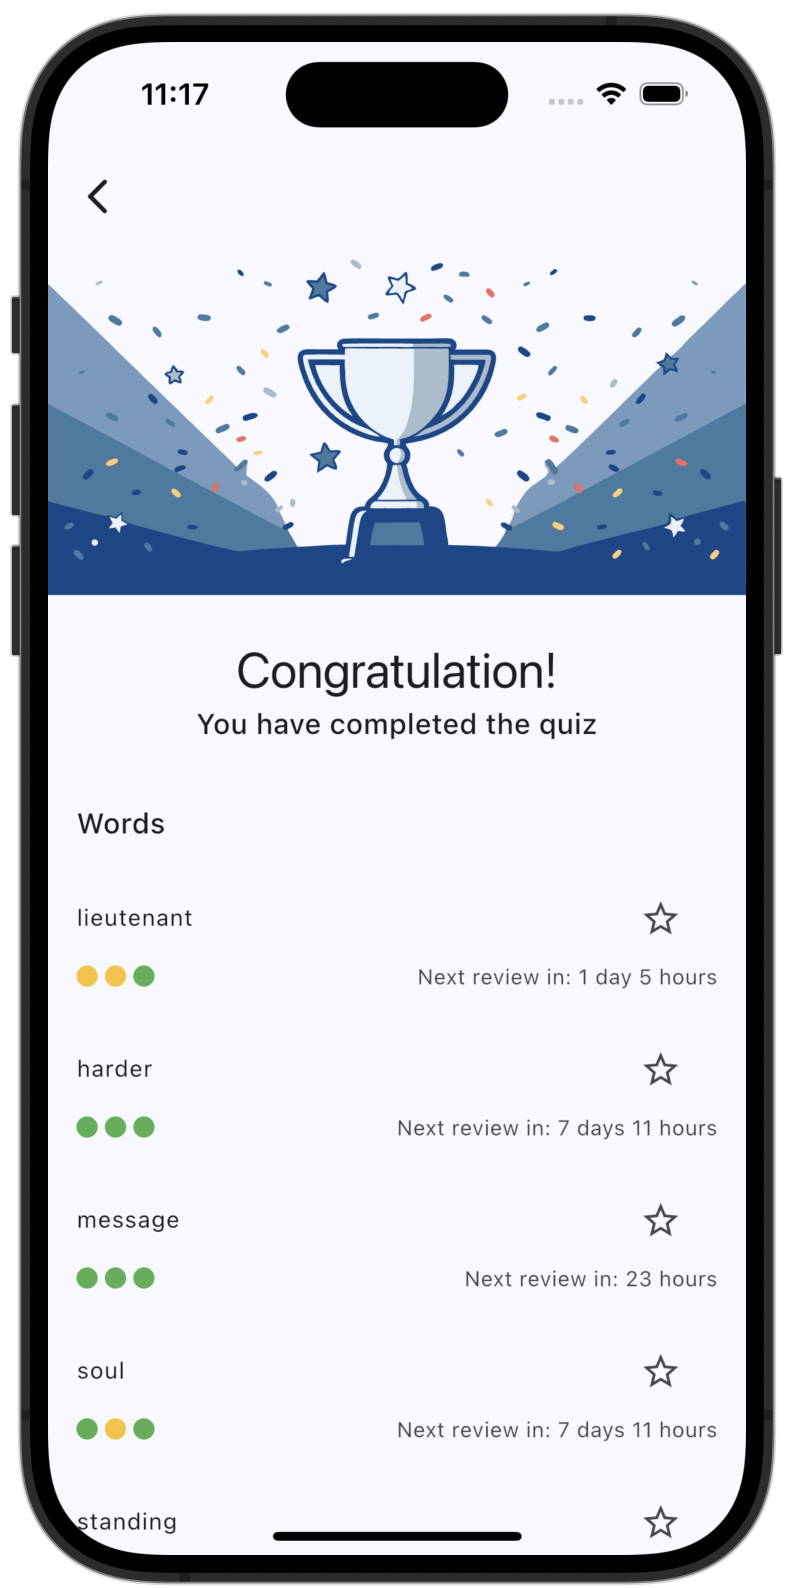 11:17
Congratulation!
You have completed the quiz
Words
lieutenant
Next review in: 1 day 5 hours
harder
Next review in: 7 days 11 hours
message
Next review in: 23 hours
soul
Next review in: 7 days 11 hours
standing